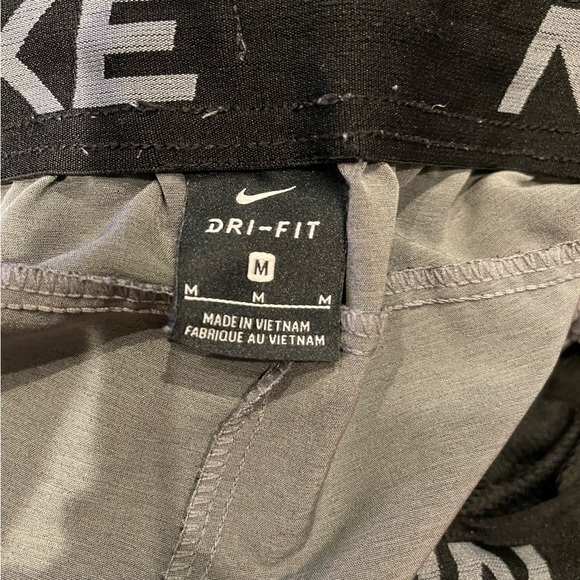 KE N
DRI-FIT
M
M M M
MADE IN VIETNAM
FABRIQUE AU VIETNAM
N